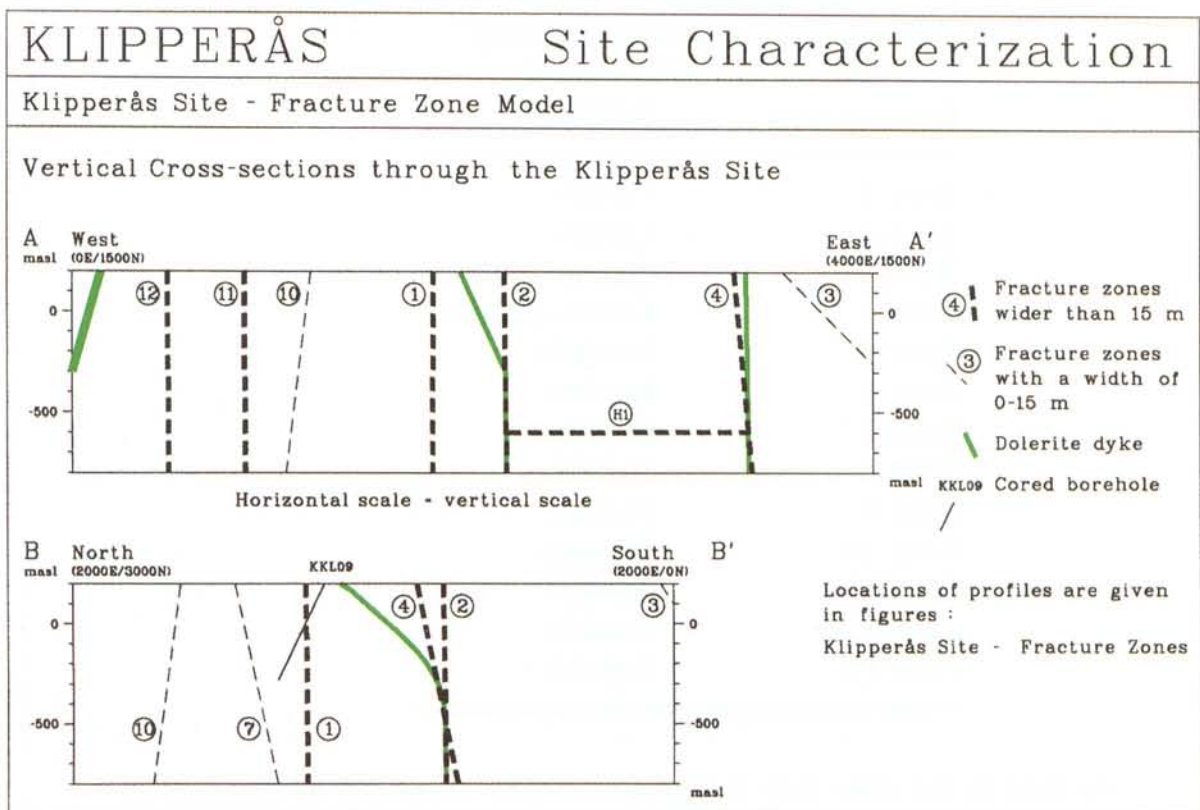 KLIPPERÅS Site Characterization
Klipperås Site - Fracture Zone Model
Vertical Cross-sections through the Klipperås Site
A West East A'
masl (0E/1500N) (4000E/1500N)
12 11 10 1 2 4 3
0 0
-500 -500
H1
masl
Horizontal scale - vertical scale
4 Fracture zones
wider than 15 m
3 Fracture zones
with a width of
0-15 m
Dolerite dyke
KKL09 Cored borehole
B North South B'
masl (2000E/3000N) KKL09 (2000E/0N)
4 2 3
0 0
10 7 1
-500 -500
masl
Locations of profiles are given
in figures :
Klipperås Site - Fracture Zones